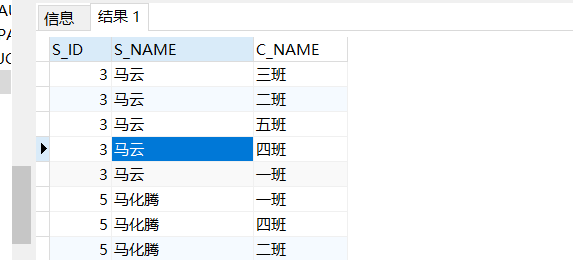 信息 结果 1
S_ID S_NAME C_NAME
3 马云 三班
3 马云 二班
3 马云 五班
3 马云 四班
3 马云 一班
5 马化腾 一班
5 马化腾 四班
5 马化腾 二班